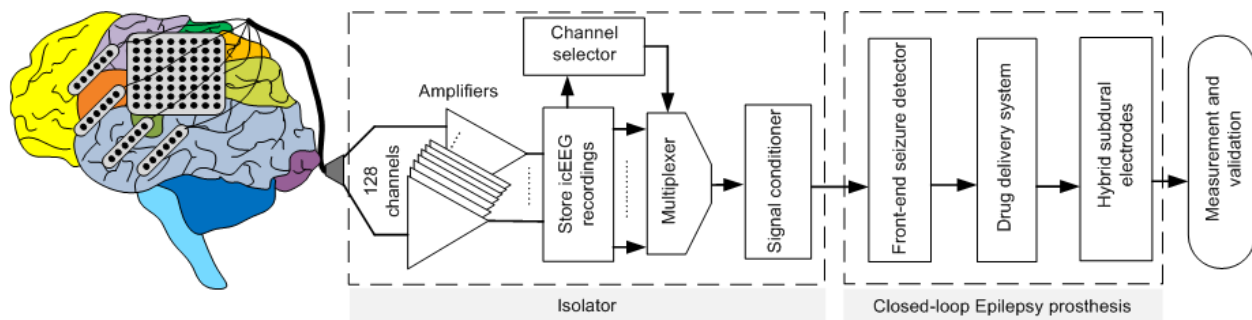 Channel
selector
Amplifiers
128
channels
Store icEEG
recordings
Multiplexer
Signal conditioner
Isolator
Front-end seizure detector
Drug delivery system
Hybrid subdural
electrodes
Closed-loop Epilepsy prosthesis
Measurement and
validation